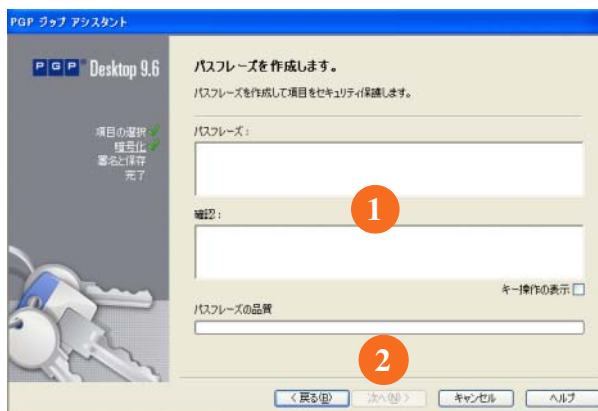 PGP ジップ アシスタント
PGP Desktop 9.6
項目の選択
暗号化
署名と保存
完了
パスフレーズを作成します。
パスフレーズを作成して項目をセキュリティ保護します。
パスフレーズ：
1
確認：
キー操作の表示
パスフレーズの品質
2
< 戻る(B)
次へ(N) >
キャンセル
ヘルプ